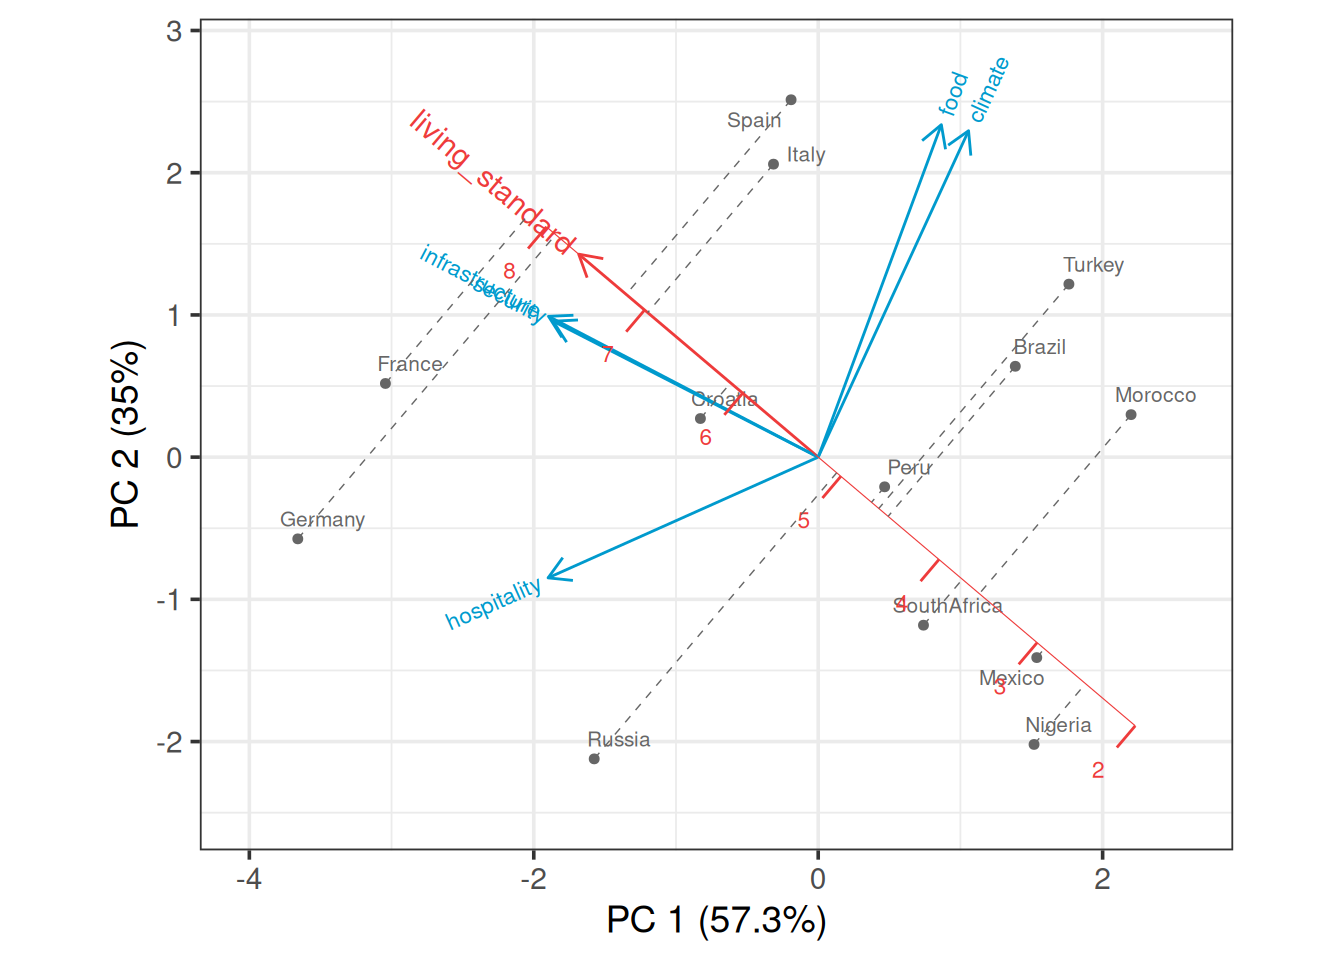 3
2
1
0
-1
-2
-4
-2
0
2
PC 1 (57.3%)
PC 2 (35%)
food
climate
living_standard
infrastructure
security
hospitality
Spain
Italy
Turkey
Brazil
Morocco
France
Croatia
Peru
Germany
SouthAfrica
Mexico
Nigeria
Russia
8
7
6
5
4
3
2